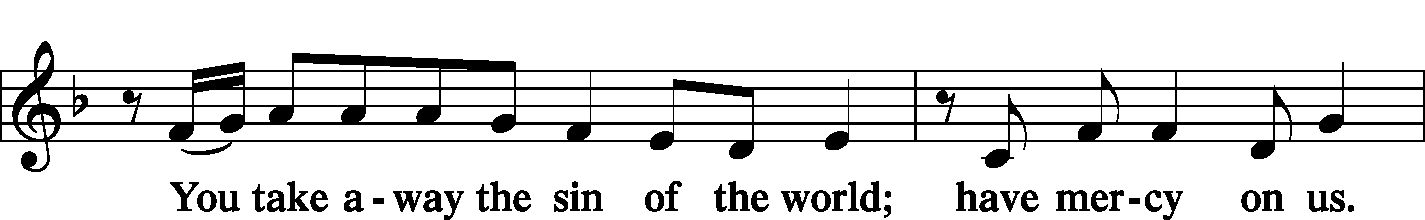 You take a - way the sin of the world; have mer - cy on us.